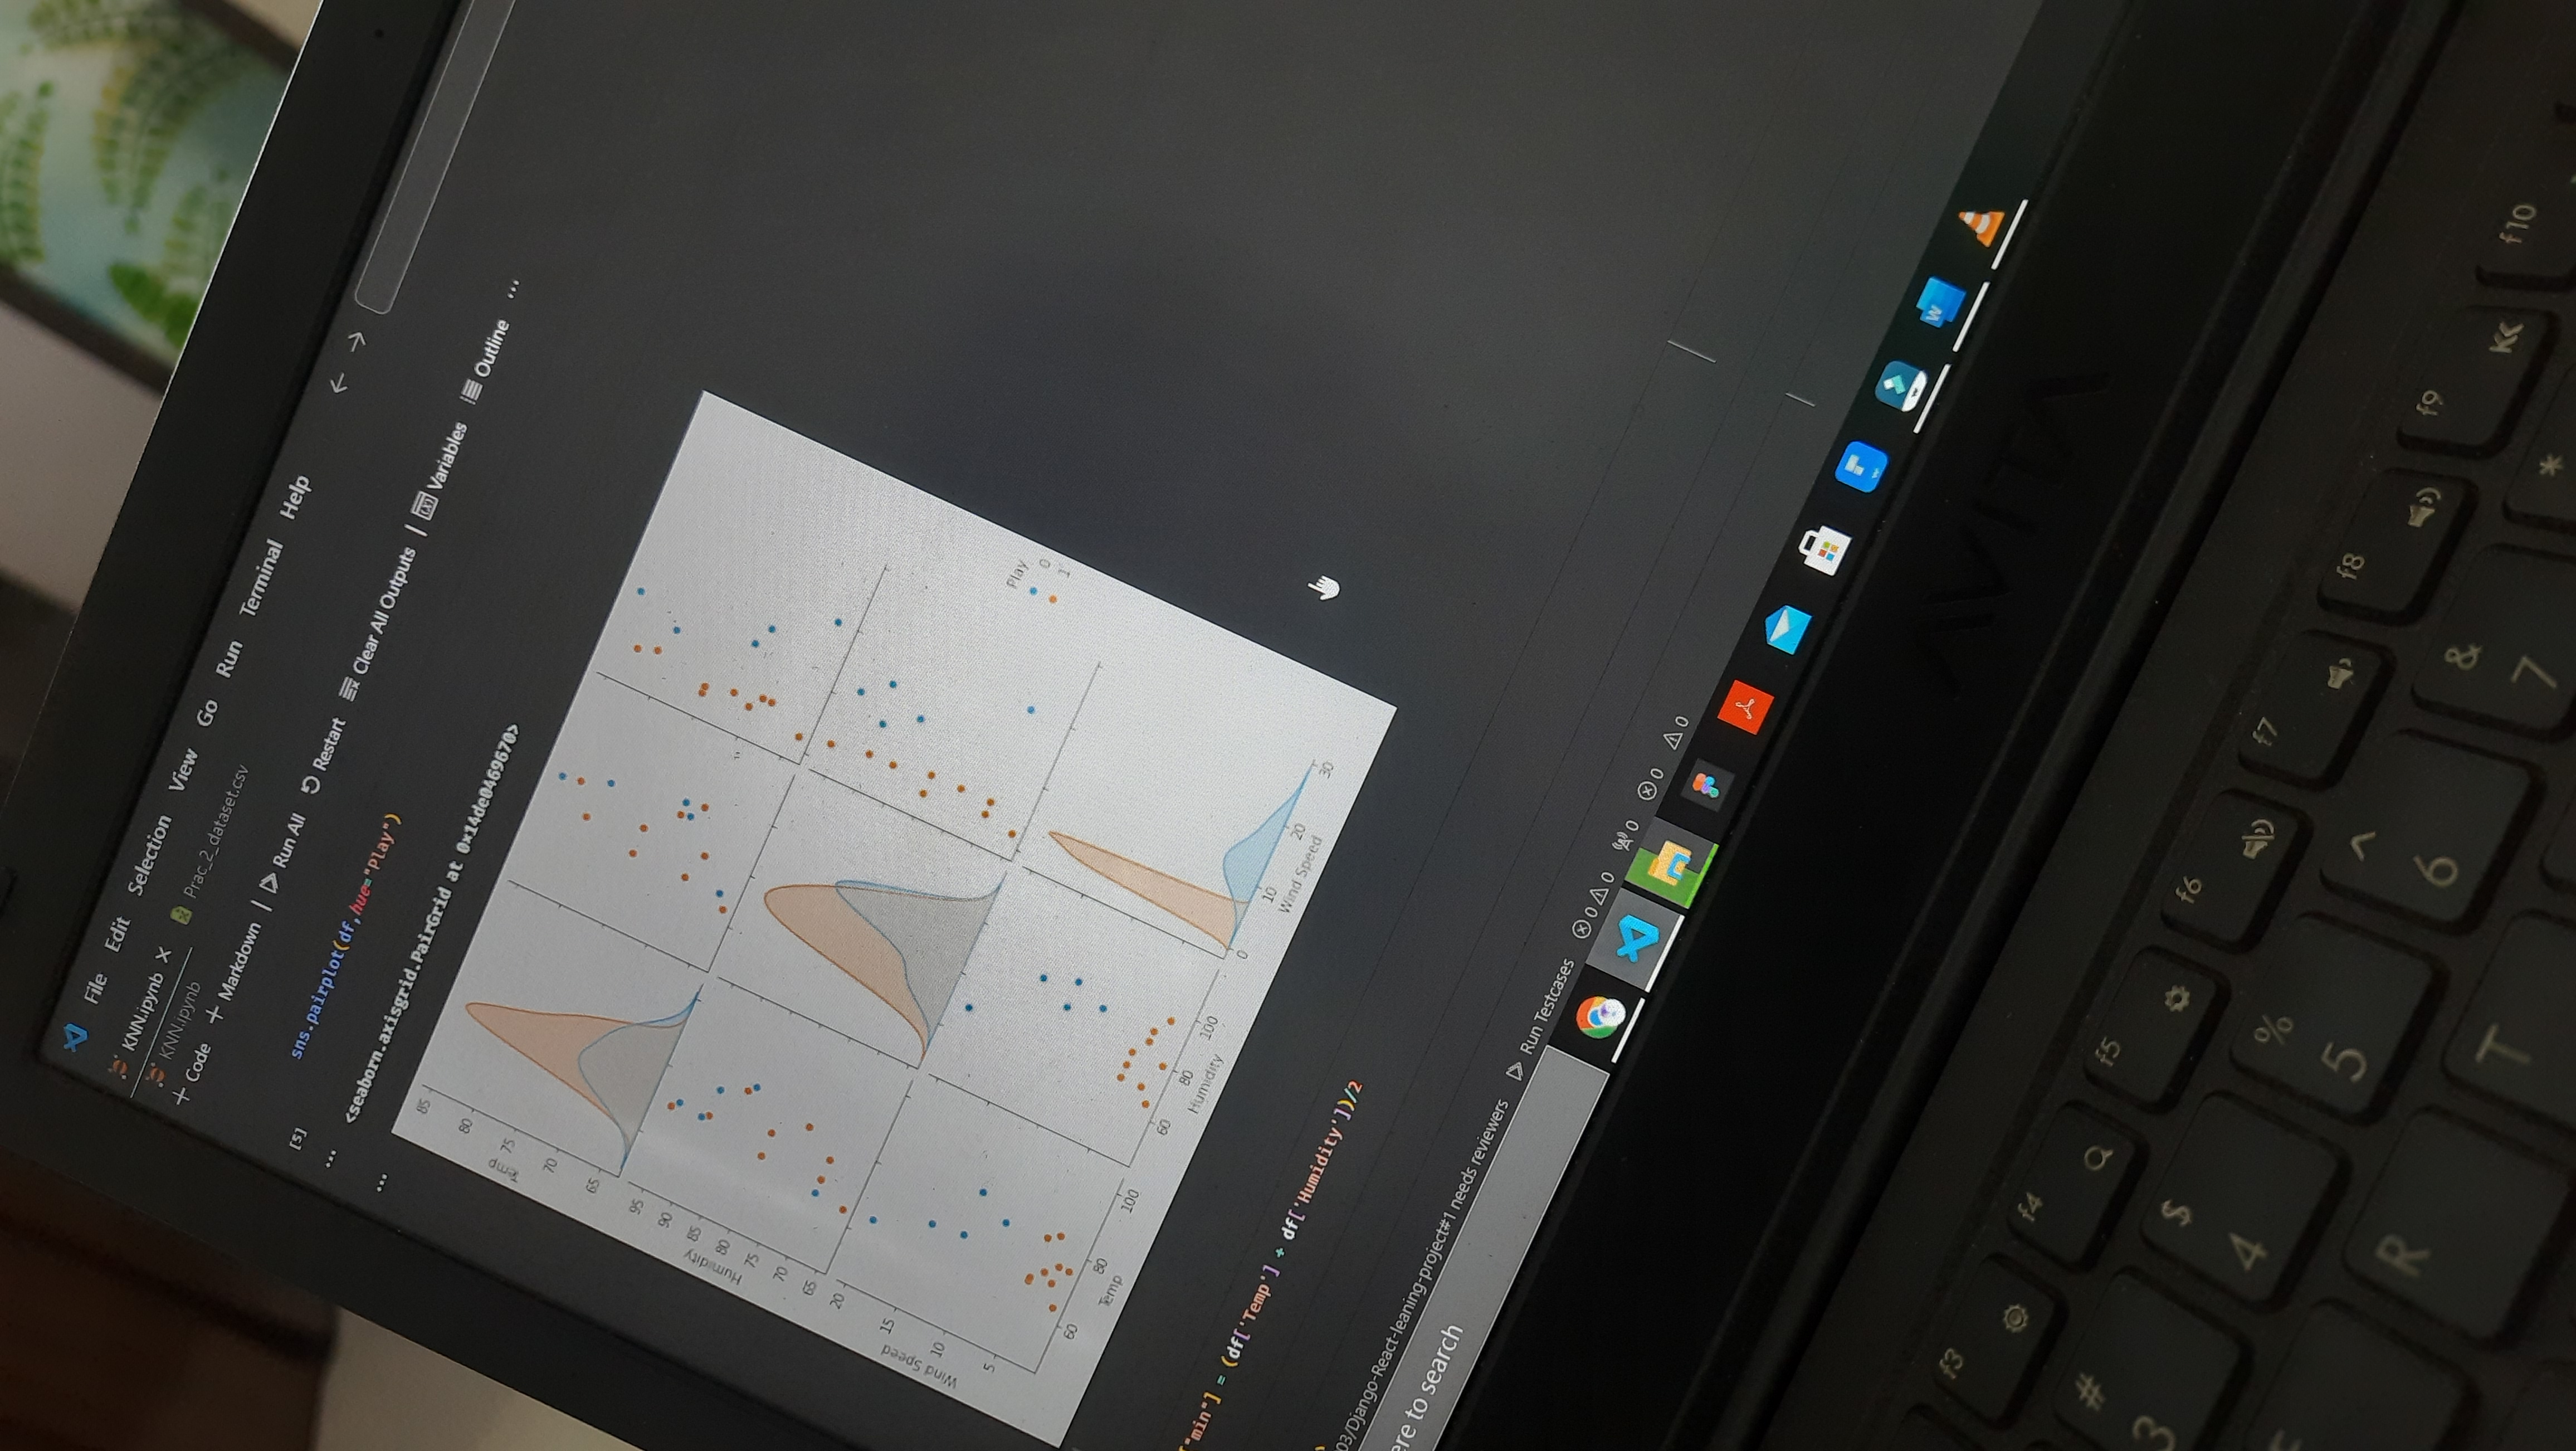 File Edit Selection View Go Run Terminal Help
KNN.ipynb Prac_2_dataset.csv
KNN.ipynb
+ Code + Markdown | Run All Restart Clear All Outputs | Variables Outline ...
[5] sns.pairplot(df,hue="Play")
... <seaborn.axisgrid.PairGrid at 0x14de0469670>
...
85
80
75
70
65
Temp
95
90
85
80
75
70
65
Humidity
20
15
10
5
Wind Speed
60 80 100
Temp
60 80 100
Humidity
0 10 20 30
Wind Speed
Play
0
1
["min"] = (df['Temp'] + df['Humidity'])/2
03/Django-React-leaning-project#1 needs reviewers Run Testcases 0 0 0 0 0
ere to search
AVITA
f3 f4 f5 f6 f7 f8 f9 f10
# $ % ^ & *
3 4 5 6 7
R T